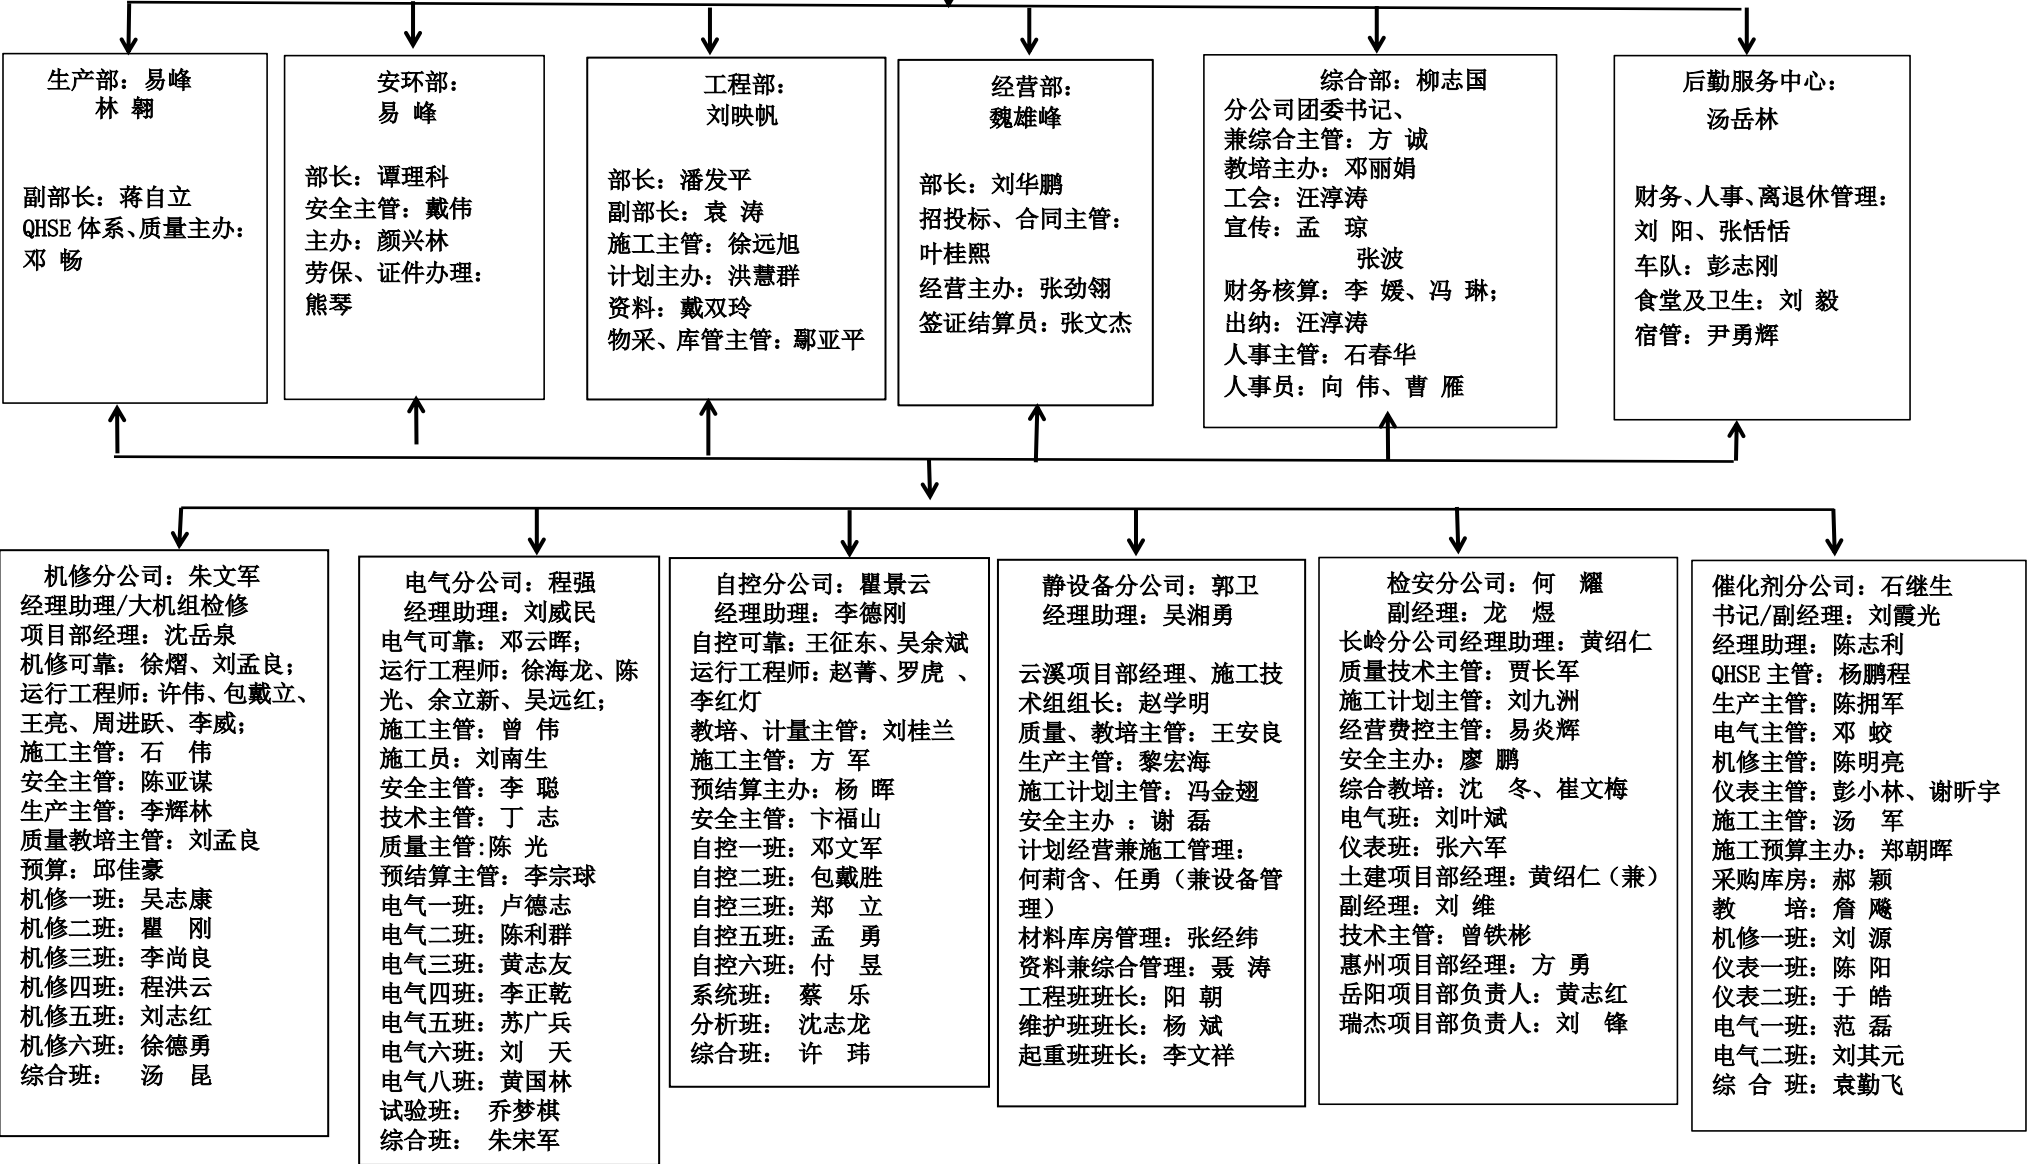 生产部：易峰
林 翱
副部长：蒋自立
QHSE 体系、质量主办：
邓 畅
安环部：
易 峰
部长：谭理科
安全主管：戴伟
主办：颜兴林
劳保、证件办理：
熊琴
工程部：
刘映帆
部长：潘发平
副部长：袁 涛
施工主管：徐远旭
计划主办：洪慧群
资料：戴双玲
物采、库管主管：鄢亚平
经营部：
魏雄峰
部长：刘华鹏
招投标、合同主管：
叶桂熙
经营主办：张劲翎
签证结算员：张文杰
综合部：柳志国
分公司团委书记、
兼综合主管：方 诚
教培主办：邓丽娟
工会：汪淳涛
宣传：孟 琼
张波
财务核算：李 媛、冯 琳；
出纳：汪淳涛
人事主管：石春华
人事员：向 伟、曹 雁
后勤服务中心：
汤岳林
财务、人事、离退休管理：
刘 阳、张恬恬
车队：彭志刚
食堂及卫生：刘 毅
宿管：尹勇辉
机修分公司：朱文军
经理助理/大机组检修
项目部经理：沈岳泉
机修可靠：徐熠、刘孟良；
运行工程师：许伟、包戴立、
王亮、周进跃、李威；
施工主管：石 伟
安全主管：陈亚谋
生产主管：李辉林
质量教培主管：刘孟良
预算：邱佳豪
机修一班：吴志康
机修二班：瞿 刚
机修三班：李尚良
机修四班：程洪云
机修五班：刘志红
机修六班：徐德勇
综合班： 汤 昆
电气分公司：程强
经理助理：刘威民
电气可靠：邓云晖；
运行工程师：徐海龙、陈
光、余立新、吴远红；
施工主管：曾 伟
施工员：刘南生
安全主管：李 聪
技术主管：丁 志
质量主管:陈 光
预结算主管：李宗球
电气一班：卢德志
电气二班：陈利群
电气三班：黄志友
电气四班：李正乾
电气五班：苏广兵
电气六班：刘 天
电气八班：黄国林
试验班： 乔梦棋
综合班： 朱宋军
自控分公司：瞿景云
经理助理：李德刚
自控可靠：王征东、吴余斌
运行工程师：赵菁、罗虎 、
李红灯
教培、计量主管：刘桂兰
施工主管：方 军
预结算主办：杨 晖
安全主管：卞福山
自控一班：邓文军
自控二班：包戴胜
自控三班：郑 立
自控五班：孟 勇
自控六班：付 昱
系统班： 蔡 乐
分析班： 沈志龙
综合班： 许 玮
静设备分公司：郭卫
经理助理：吴湘勇
云溪项目部经理、施工技
术组组长：赵学明
质量、教培主管：王安良
生产主管：黎宏海
施工计划主管：冯金翅
安全主办 ：谢 磊
计划经营兼施工管理：
何莉含、任勇（兼设备管
理）
材料库房管理：张经纬
资料兼综合管理：聂 涛
工程班班长：阳 朝
维护班班长：杨 斌
起重班班长：李文祥
检安分公司：何 耀
副经理：龙 煜
长岭分公司经理助理：黄绍仁
质量技术主管：贾长军
施工计划主管：刘九洲
经营费控主管：易炎辉
安全主办：廖 鹏
综合教培：沈 冬、崔文梅
电气班：刘叶斌
仪表班：张六军
土建项目部经理：黄绍仁（兼）
副经理：刘 维
技术主管：曾铁彬
惠州项目部经理：方 勇
岳阳项目部负责人：黄志红
瑞杰项目部负责人：刘 锋
催化剂分公司：石继生
书记/副经理：刘霞光
经理助理：陈志利
QHSE 主管：杨鹏程
生产主管：陈拥军
电气主管：邓 蛟
机修主管：陈明亮
仪表主管：彭小林、谢昕宇
施工主管：汤 军
施工预算主办：郑朝晖
采购库房：郝 颖
教 培：詹 飚
机修一班：刘 源
仪表一班：陈 阳
仪表二班：于 皓
电气一班：范 磊
电气二班：刘其元
综 合 班：袁勤飞